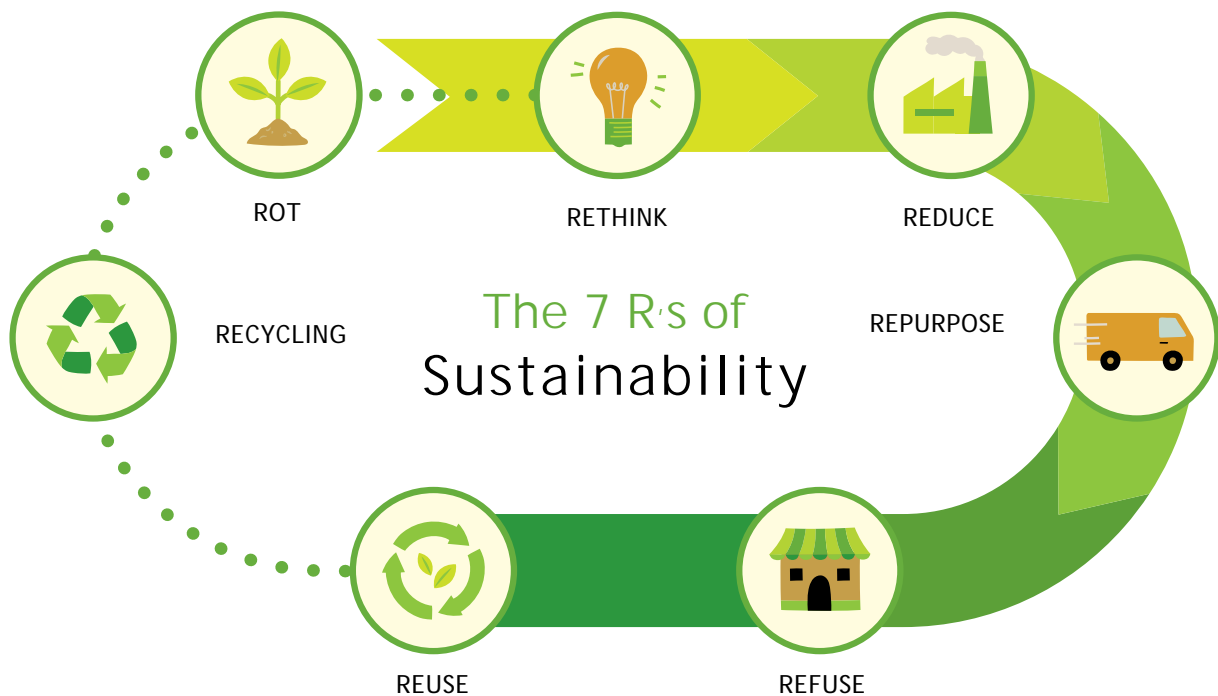 ROT
RETHINK
REDUCE
RECYCLING
The 7 R's of
Sustainability
REPURPOSE
REUSE
REFUSE